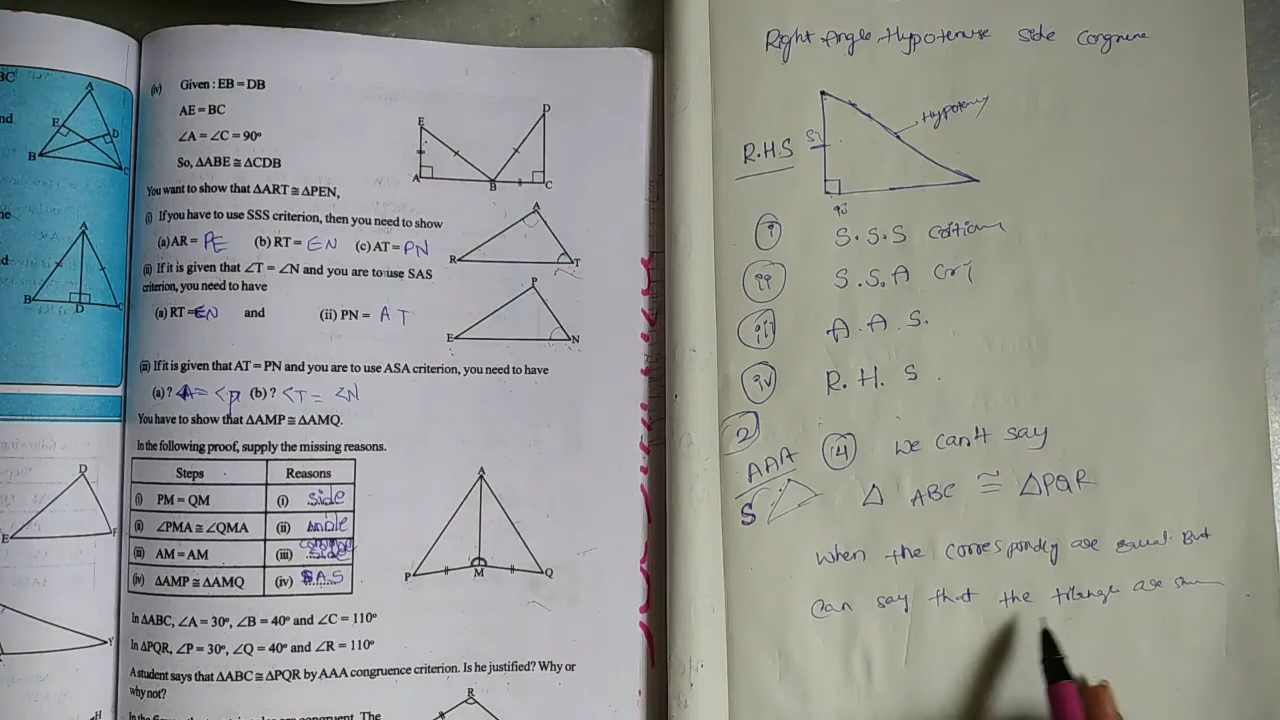 BC
nd
he
d
A
E
D
B
C
A
B
D
C
D
E
F
Y
H
(iv) Given : EB = DB
AE = BC
∠A = ∠C = 90°
So, ΔABE ≅ ΔCDB
E
D
A
B
C
You want to show that ΔART ≅ ΔPEN,
(i) If you have to use SSS criterion, then you need to show
(a) AR = PE (b) RT = EN (c) AT = PN
(ii) If it is given that ∠T = ∠N and you are to use SAS
criterion, you need to have
(a) RT = EN and (ii) PN = AT
A
R
T
P
E
N
(iii) If it is given that AT = PN and you are to use ASA criterion, you need to have
(a) ? <A = <p (b) ? <T = <N
You have to show that ΔAMP ≅ ΔAMQ.
In the following proof, supply the missing reasons.
Steps Reasons
(i) PM = QM (i) side
(ii) ∠PMA ≅ ∠QMA (ii) Angle
(iii) AM = AM (iii) side
(iv) ΔAMP ≅ ΔAMQ (iv) SAS
A
P
M
Q
In ΔABC, ∠A = 30°, ∠B = 40° and ∠C = 110°
In ΔPQR, ∠P = 30°, ∠Q = 40° and ∠R = 110°
A student says that ΔABC ≅ ΔPQR by AAA congruence criterion. Is he justified? Why or
why not?
R
Right Angle Hypotenuse side
R.H.S
90
(i) S.S.S
(ii) S.S.A Cri
(iii) A.A.S.
(iv) R.H.S.
2
AAA (4) we can't say
S Δ ABC ≅ ΔPQR
when the are equal. But
Can say that the are